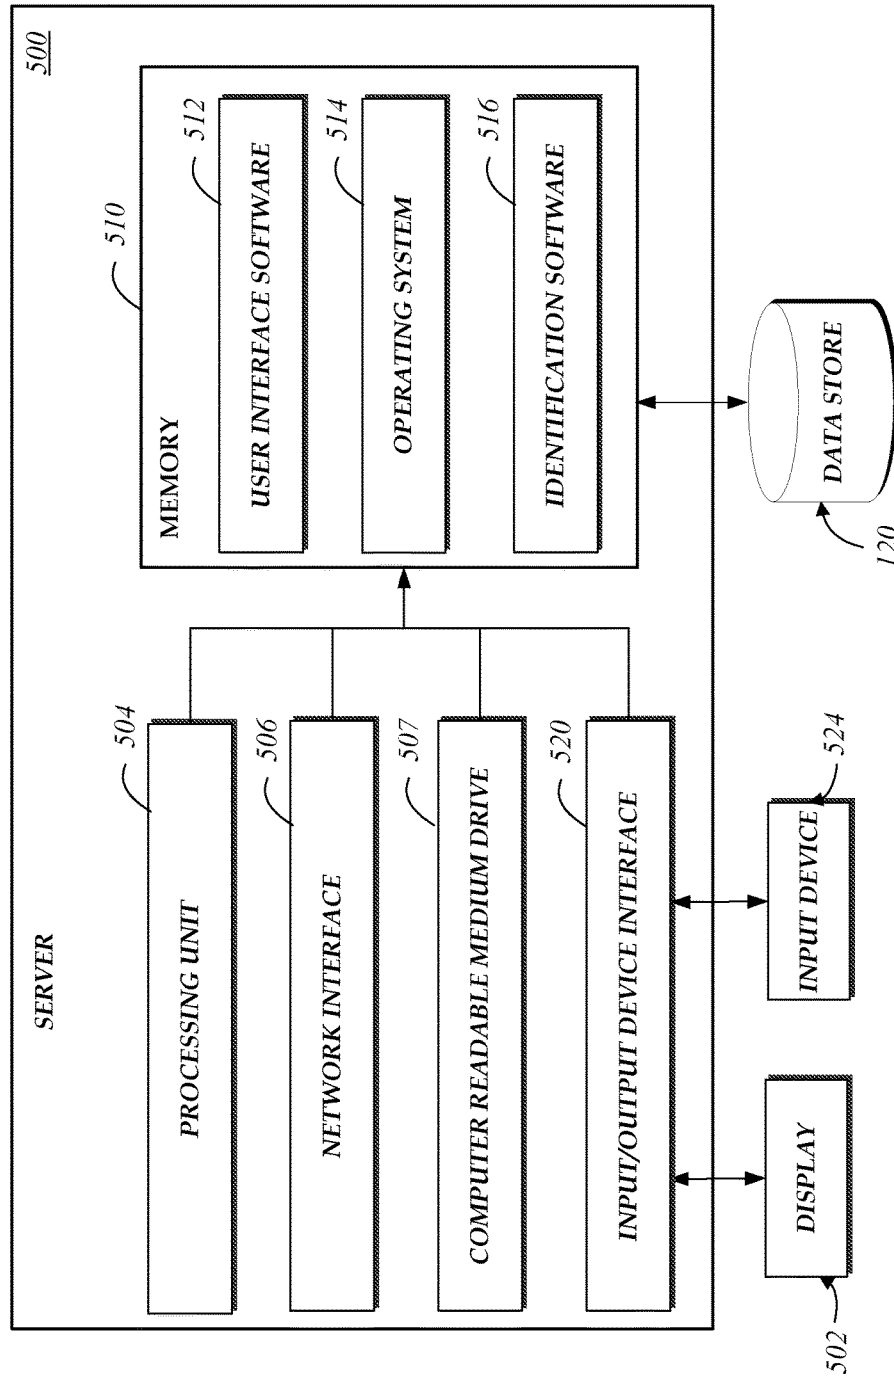 500
SERVER
504
PROCESSING UNIT
506
NETWORK INTERFACE
507
COMPUTER READABLE MEDIUM DRIVE
520
INPUT/OUTPUT DEVICE INTERFACE
510
MEMORY
512
USER INTERFACE SOFTWARE
514
OPERATING SYSTEM
516
IDENTIFICATION SOFTWARE
502
DISPLAY
INPUT DEVICE
524
120
DATA STORE